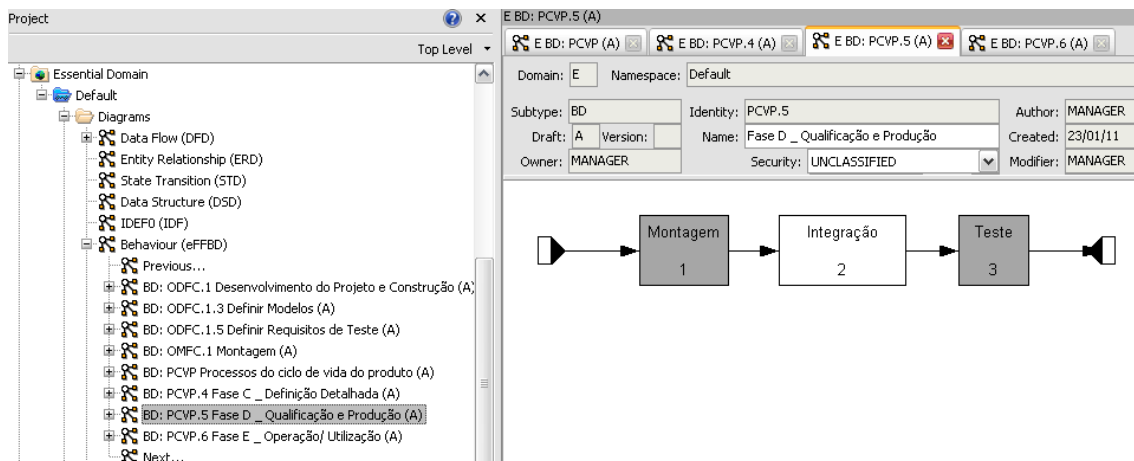 Project
Top Level
Essential Domain
Default
Diagrams
Data Flow (DFD)
Entity Relationship (ERD)
State Transition (STD)
Data Structure (DSD)
IDEF0 (IDF)
Behaviour (eFFBD)
Previous...
BD: ODFC.1 Desenvolvimento do Projeto e Construção (A)
BD: ODFC.1.3 Definir Modelos (A)
BD: ODFC.1.5 Definir Requisitos de Teste (A)
BD: OMFC.1 Montagem (A)
BD: PCVP Processos do ciclo de vida do produto (A)
BD: PCVP.4 Fase C _ Definição Detalhada (A)
BD: PCVP.5 Fase D _ Qualificação e Produção (A)
BD: PCVP.6 Fase E _ Operação/ Utilização (A)
Next...
E BD: PCVP.5 (A)
E BD: PCVP (A) E BD: PCVP.4 (A) E BD: PCVP.5 (A) E BD: PCVP.6 (A)
Domain: E Namespace: Default
Subtype: BD Identity: PCVP.5 Author: MANAGER
Draft: A Version: Name: Fase D _ Qualificação e Produção Created: 23/01/11
Owner: MANAGER Security: UNCLASSIFIED Modifier: MANAGER
Montagem Integração Teste
1 2 3